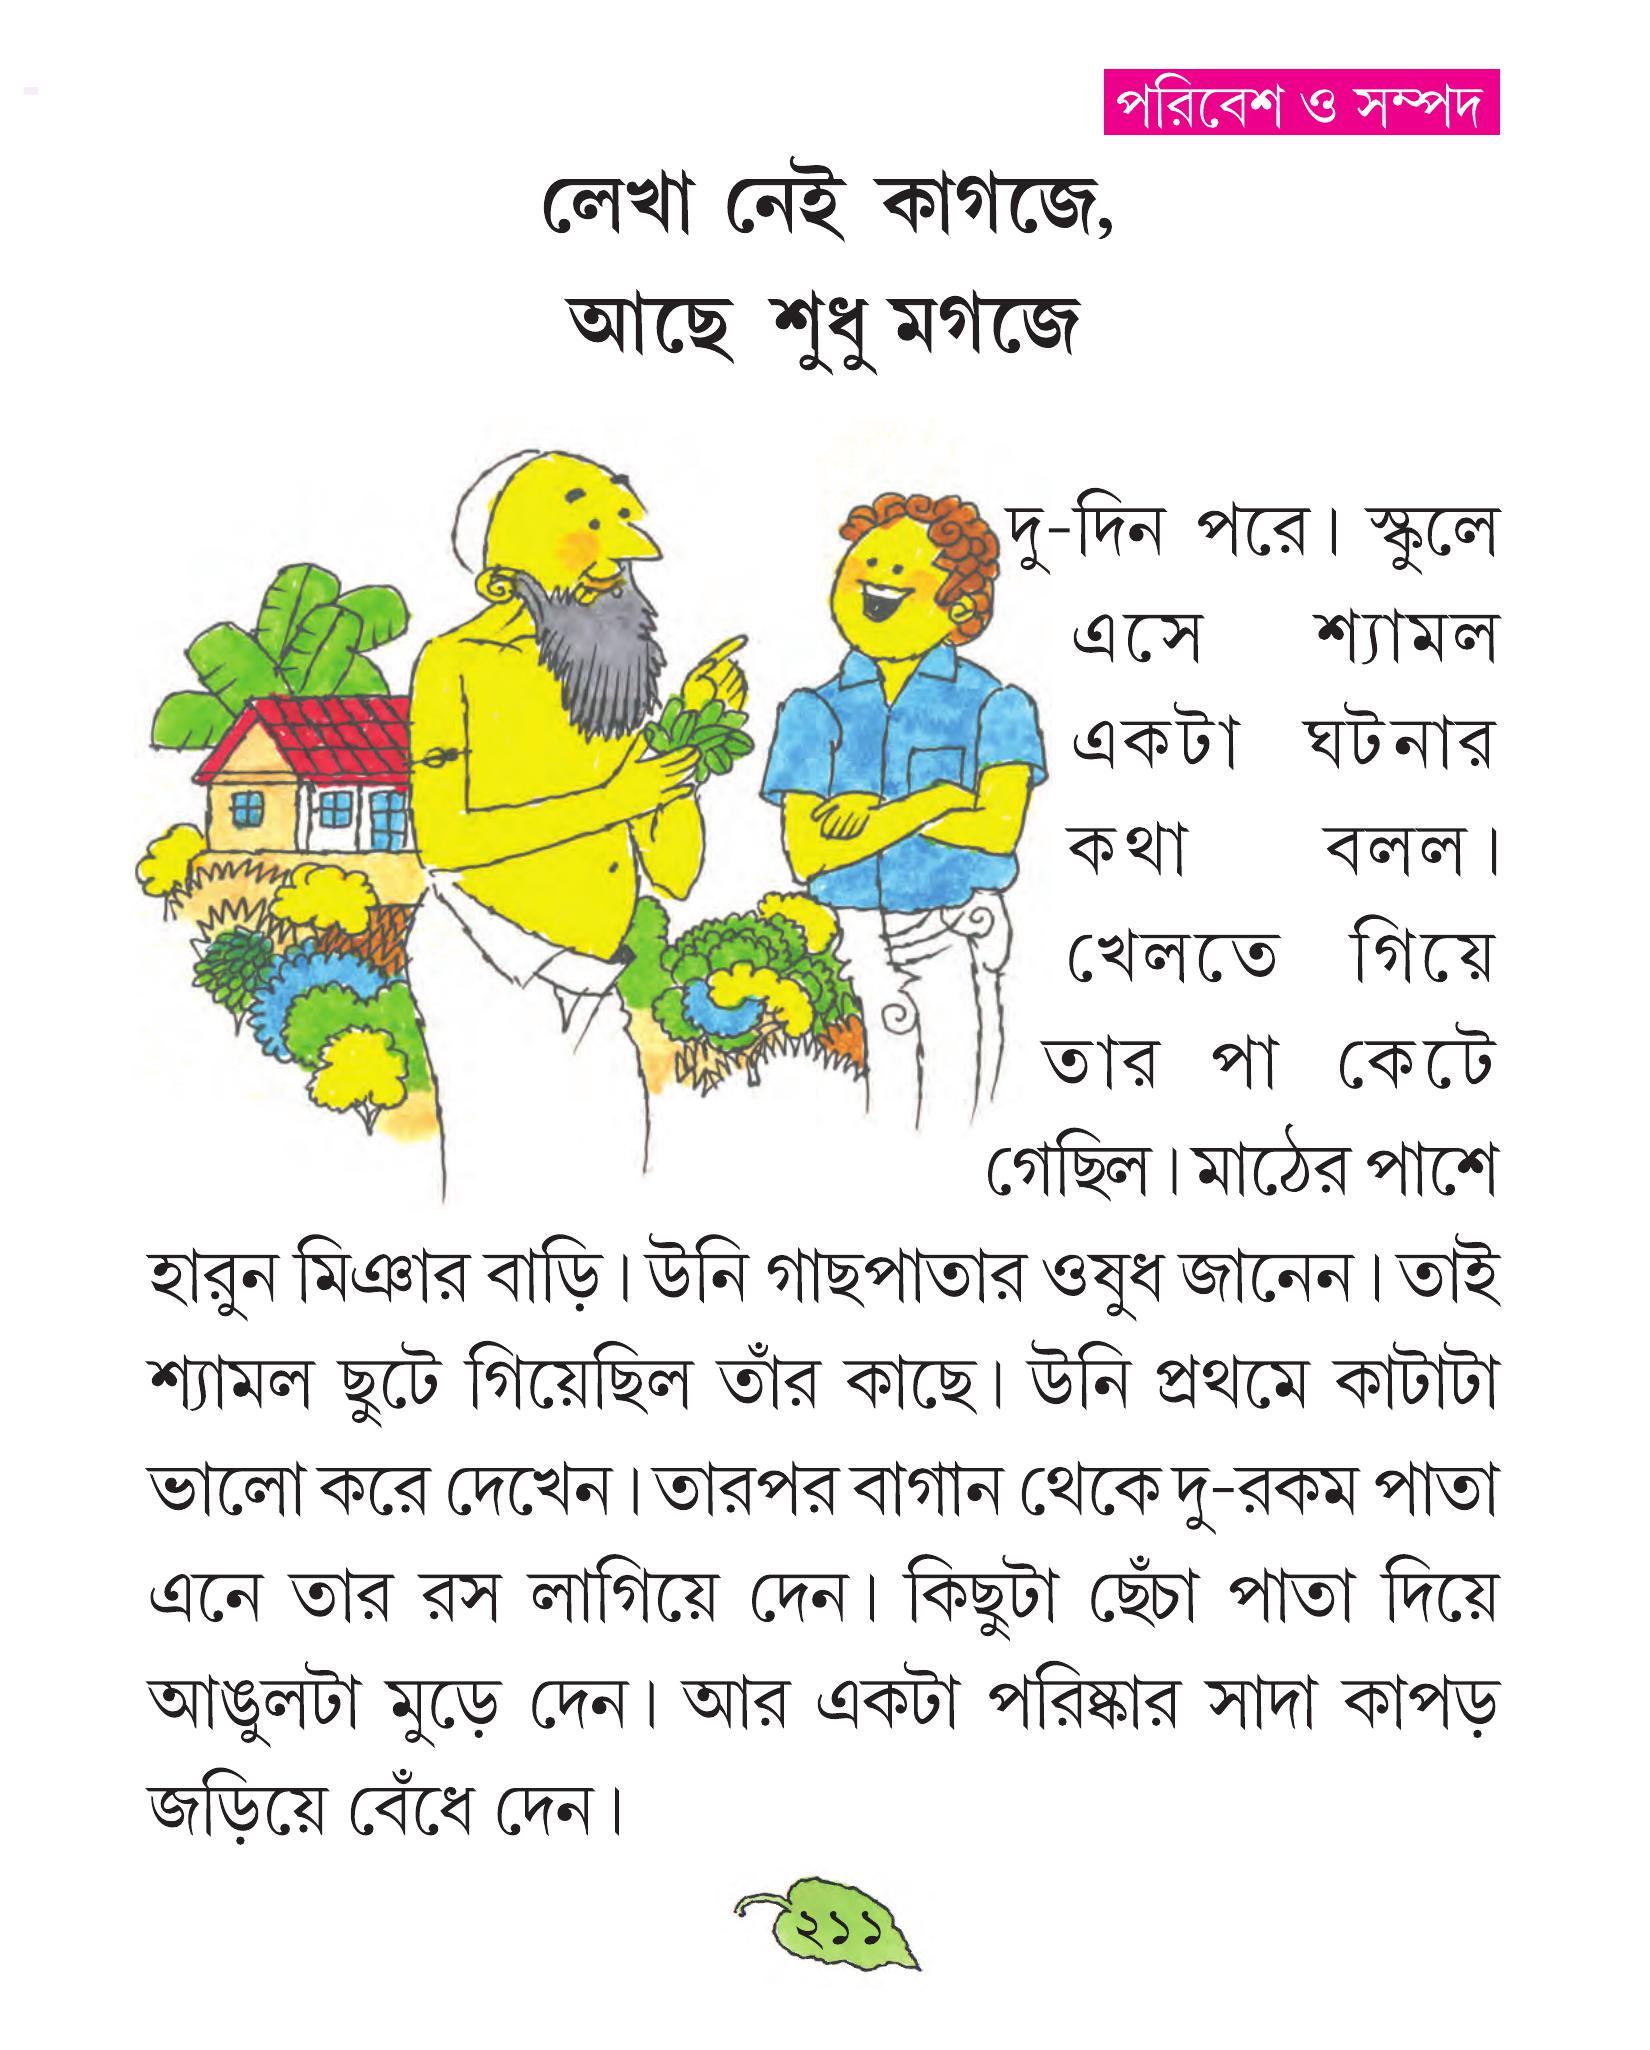 পরিবেশ ও সম্পদ
লেখা নেই কাগজে,
আছে শুধু মগজে
দু-দিন পরে। স্কুলে
এসে শ্যামল
একটা ঘটনার
কথা বলল।
খেলতে গিয়ে
তার পা কেটে
গেছিল। মাঠের পাশে
হারুন মিঞার বাড়ি। উনি গাছপাতার ওষুধ জানেন। তাই
শ্যামল ছুটে গিয়েছিল তাঁর কাছে। উনি প্রথমে কাটাটা
ভালো করে দেখেন। তারপর বাগান থেকে দু-রকম পাতা
এনে তার রস লাগিয়ে দেন। কিছুটা ছেঁচা পাতা দিয়ে
আঙুলটা মুড়ে দেন। আর একটা পরিষ্কার সাদা কাপড়
জড়িয়ে বেঁধে দেন।
২১১